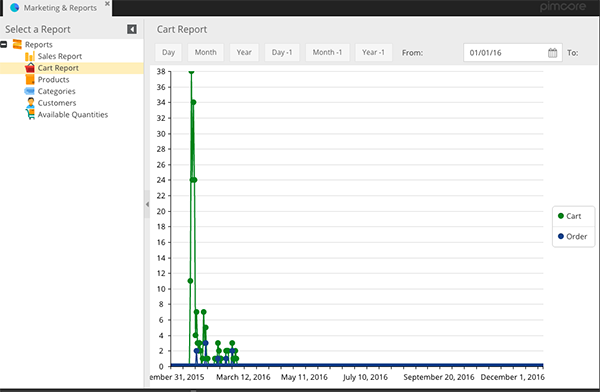 Marketing & Reports
pimcore
Select a Report
Reports
Sales Report
Cart Report
Products
Categories
Customers
Available Quantities
Cart Report
Day Month Year Day -1 Month -1 Year -1 From: 01/01/16 To:
38
36
34
32
30
28
26
24
22
20
18
16
14
12
10
8
6
4
2
0
ember 31, 2015 March 12, 2016 May 11, 2016 July 10, 2016 September 20, 2016 December 1, 2016
Cart
Order